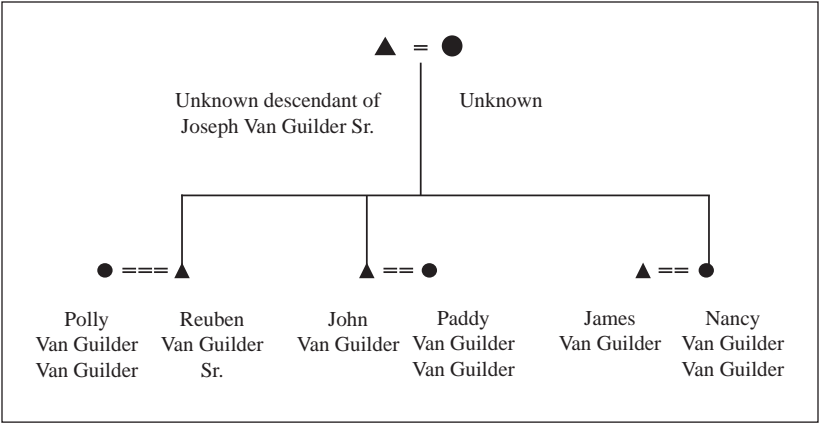 Unknown descendant of
Joseph Van Guilder Sr.
Unknown
Polly
Van Guilder
Van Guilder
Reuben
Van Guilder
Sr.
John
Van Guilder
Paddy
Van Guilder
Van Guilder
James
Van Guilder
Nancy
Van Guilder
Van Guilder